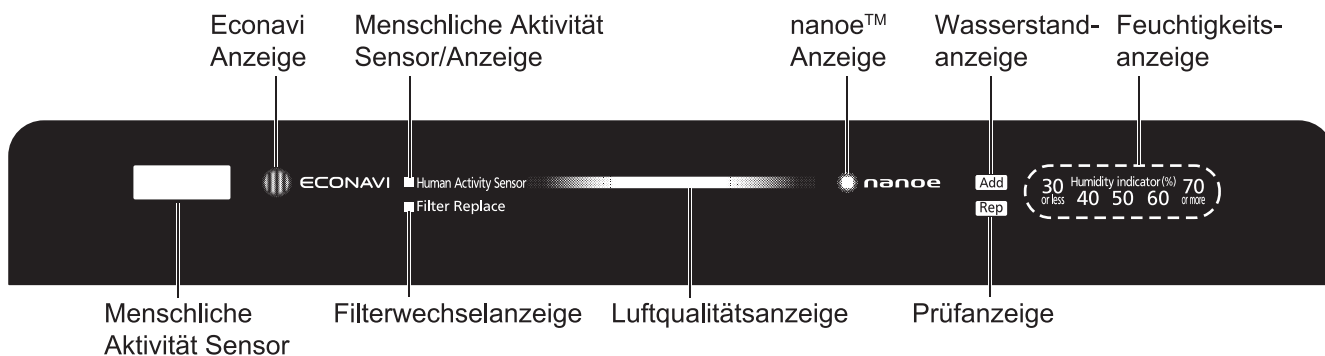 Econavi
Anzeige
Menschliche Aktivität
Sensor/Anzeige
nanoe™
Anzeige
Wasserstand-
anzeige
Feuchtigkeits-
anzeige
ECONAVI
Human Activity Sensor
Filter Replace
nanoe
Add
Rep
Humidity indicator(%)
30 or less 40 50 60 70 or more
Menschliche
Aktivität Sensor
Filterwechselanzeige
Luftqualitätsanzeige
Prüfanzeige